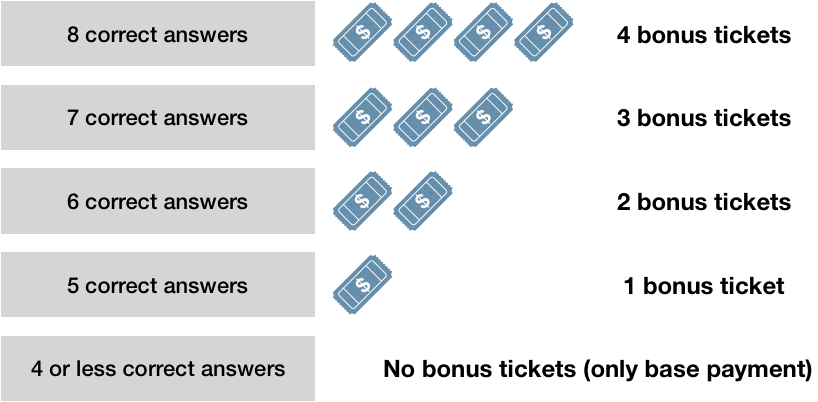 8 correct answers $ $ $ $ 4 bonus tickets
7 correct answers $ $ $ 3 bonus tickets
6 correct answers $ $ 2 bonus tickets
5 correct answers $ 1 bonus ticket
4 or less correct answers No bonus tickets (only base payment)